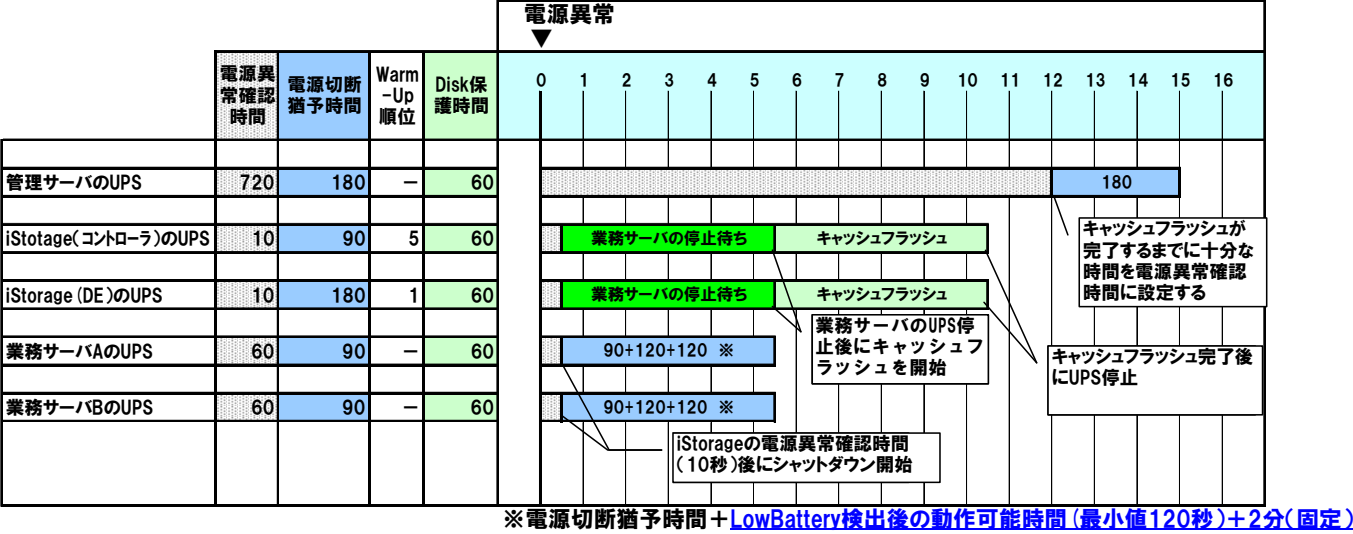 電源異常
▼
電源異
常確認
時間
電源切断
猶予時間
Warm
-Up
順位
Disk保
護時間
0 1 2 3 4 5 6 7 8 9 10 11 12 13 14 15 16
管理サーバのUPS 720 180 － 60 180
iStotage(コントローラ)のUPS 10 90 5 60 業務サーバの停止待ち キャッシュフラッシュ
iStorage(DE)のUPS 10 180 1 60 業務サーバの停止待ち キャッシュフラッシュ
業務サーバAのUPS 60 90 － 60 90+120+120 ※
業務サーバBのUPS 60 90 － 60 90+120+120 ※
キャッシュフラッシュが
完了するまでに十分な
時間を電源異常確認
時間に設定する
業務サーバのUPS停
止後にキャッシュフ
ラッシュを開始
キャッシュフラッシュ完了後
にUPS停止
iStorageの電源異常確認時間
(10秒)後にシャットダウン開始
※電源切断猶予時間＋LowBattery検出後の動作可能時間(最小値120秒)＋2分(固定)